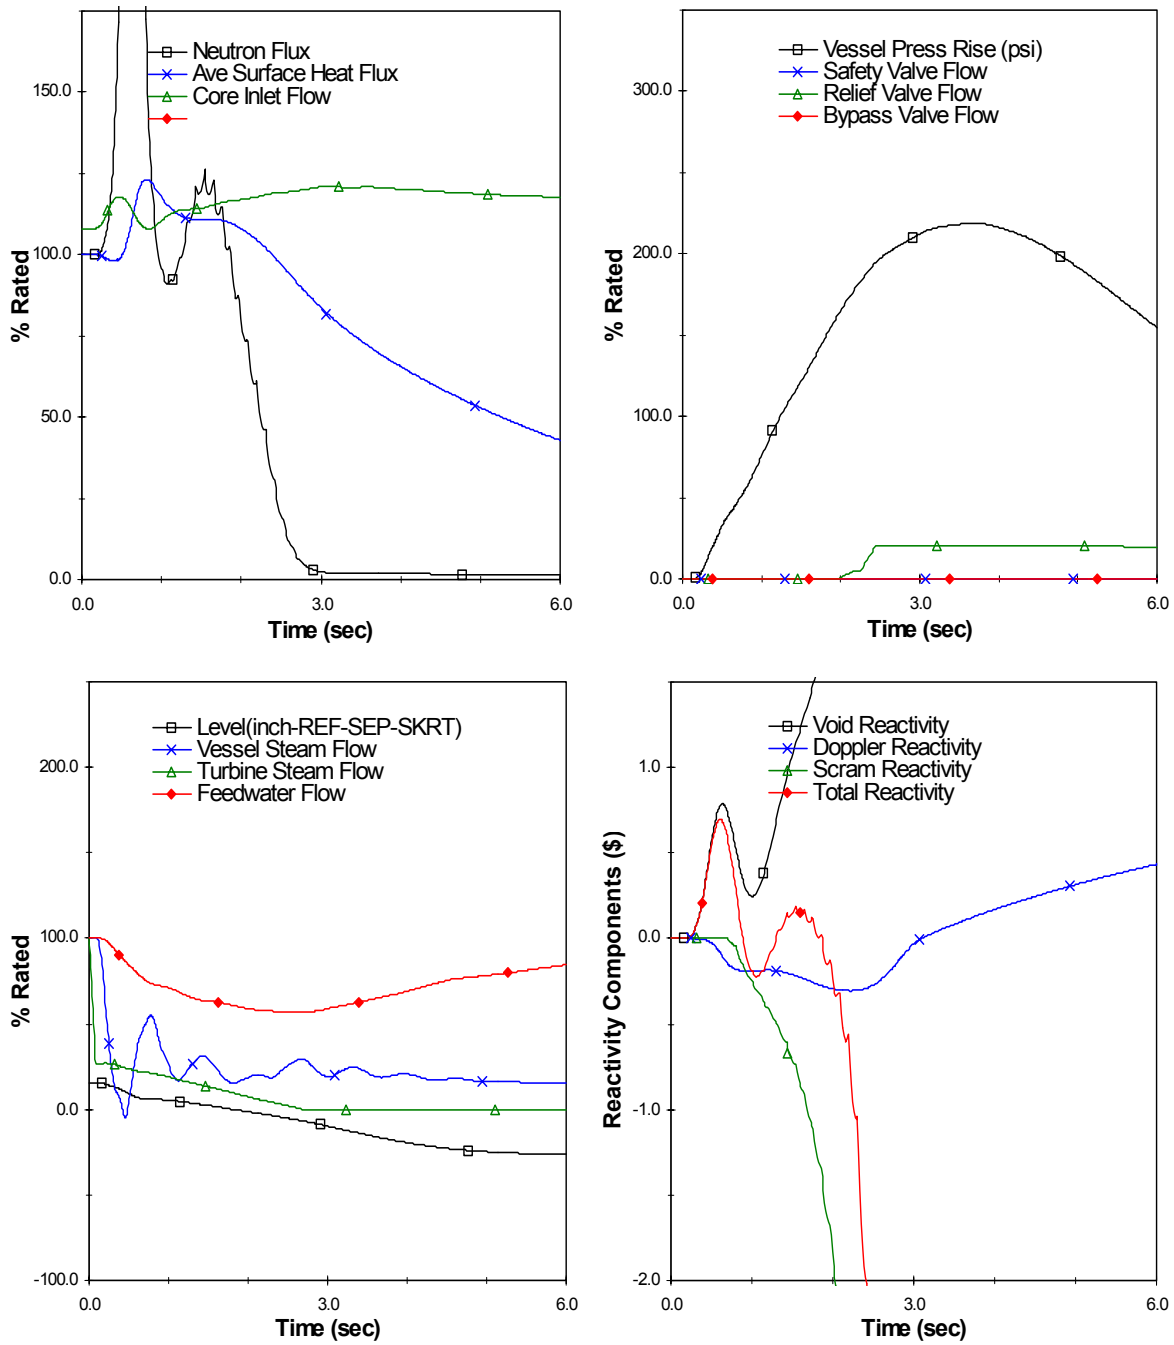 Neutron Flux
Ave Surface Heat Flux
Core Inlet Flow
150.0
100.0
50.0
0.0
% Rated
0.0
3.0
6.0
Time (sec)
Vessel Press Rise (psi)
Safety Valve Flow
Relief Valve Flow
Bypass Valve Flow
300.0
200.0
100.0
0.0
% Rated
0.0
3.0
6.0
Time (sec)
Level(inch-REF-SEP-SKRT)
Vessel Steam Flow
Turbine Steam Flow
Feedwater Flow
200.0
100.0
0.0
-100.0
% Rated
0.0
3.0
6.0
Time (sec)
Void Reactivity
Doppler Reactivity
Scram Reactivity
Total Reactivity
1.0
0.0
-1.0
-2.0
Reactivity Components ($)
0.0
3.0
6.0
Time (sec)